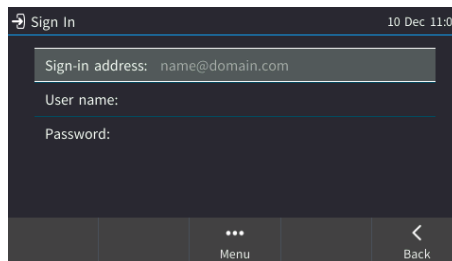 Sign In
10 Dec 11:0
Sign-in address: name@domain.com
User name:
Password:
Menu
Back